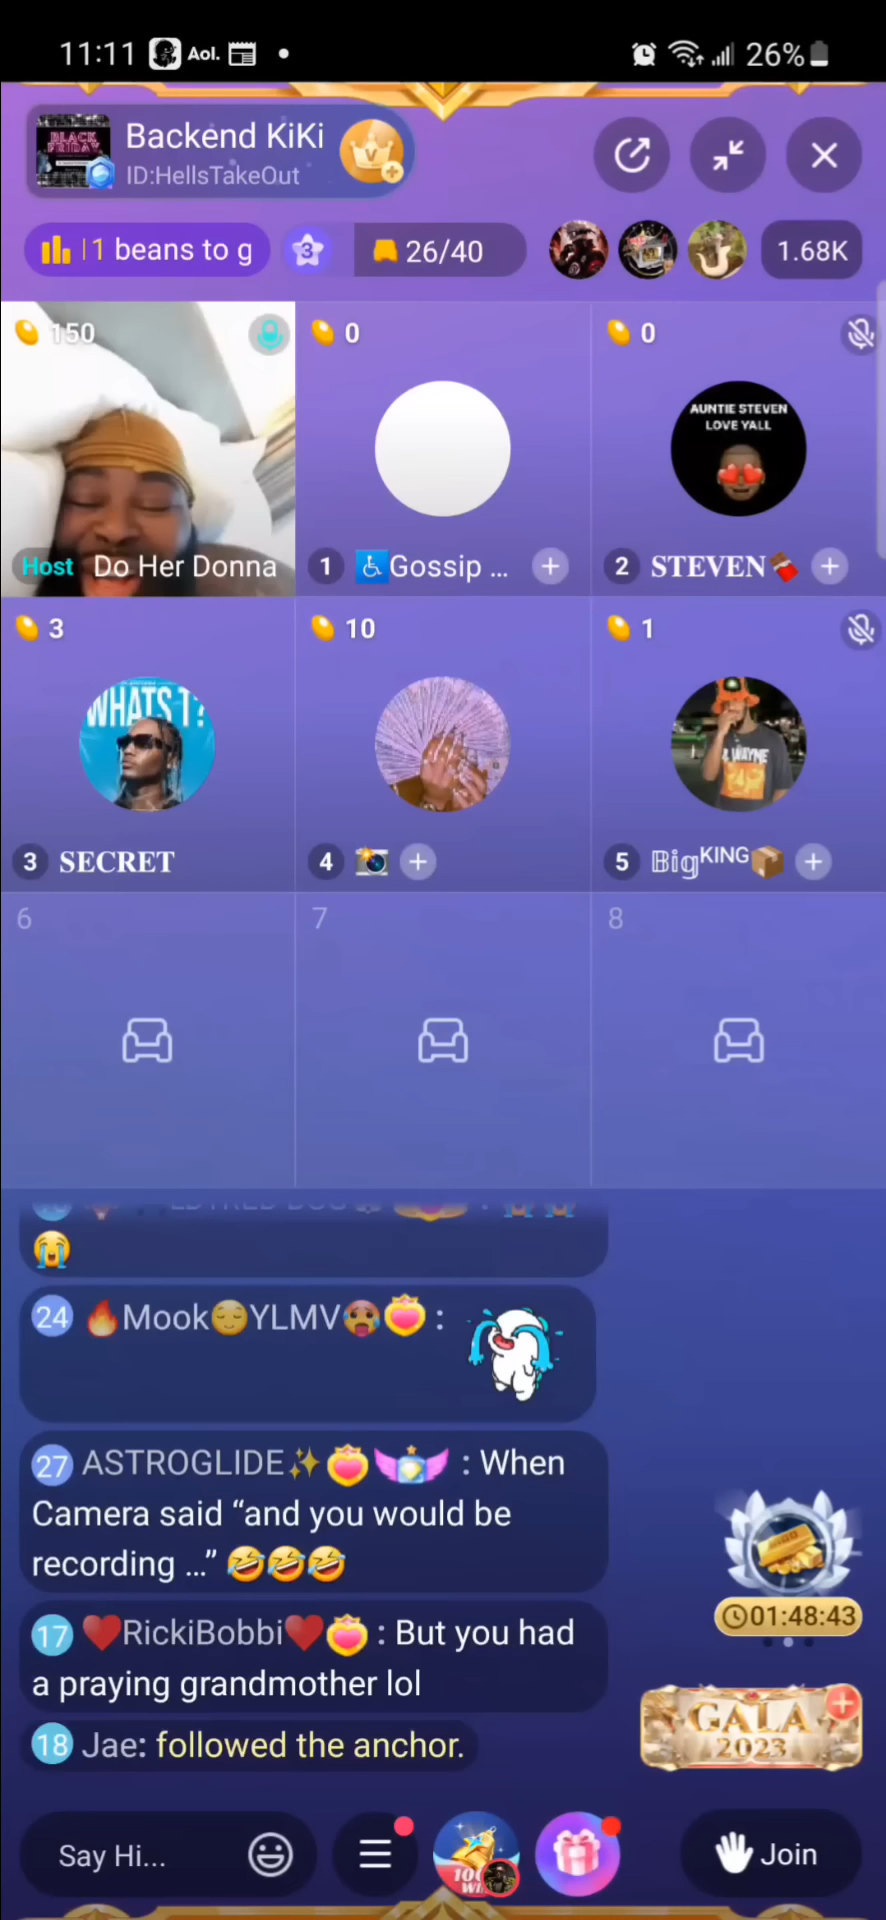 11:11 Aol. 26%
BLACK FRIDAY
Backend KiKi
ID:HellsTakeOut
1 beans to g
3
26/40
1.68K
150
0
0
AUNTIE STEVEN
LOVE YALL
Host Do Her Donna
1 ♿Gossip ...
2 STEVEN🍫
3
10
1
WHATS T?
WAYNE
3 SECRET
4 📸
5 𝔹𝕚𝕘ᴷᴵᴺᴳ📦
6
7
8
😭
24 🔥Mook😌YLMV🥵 :
27 ASTROGLIDE✨ : When
Camera said “and you would be
recording ...” 🤣🤣🤣
17 ♥️RickiBobbi♥️ : But you had
a praying grandmother lol
18 Jae: followed the anchor.
01:48:43
GALA
2023
Say Hi...
Join